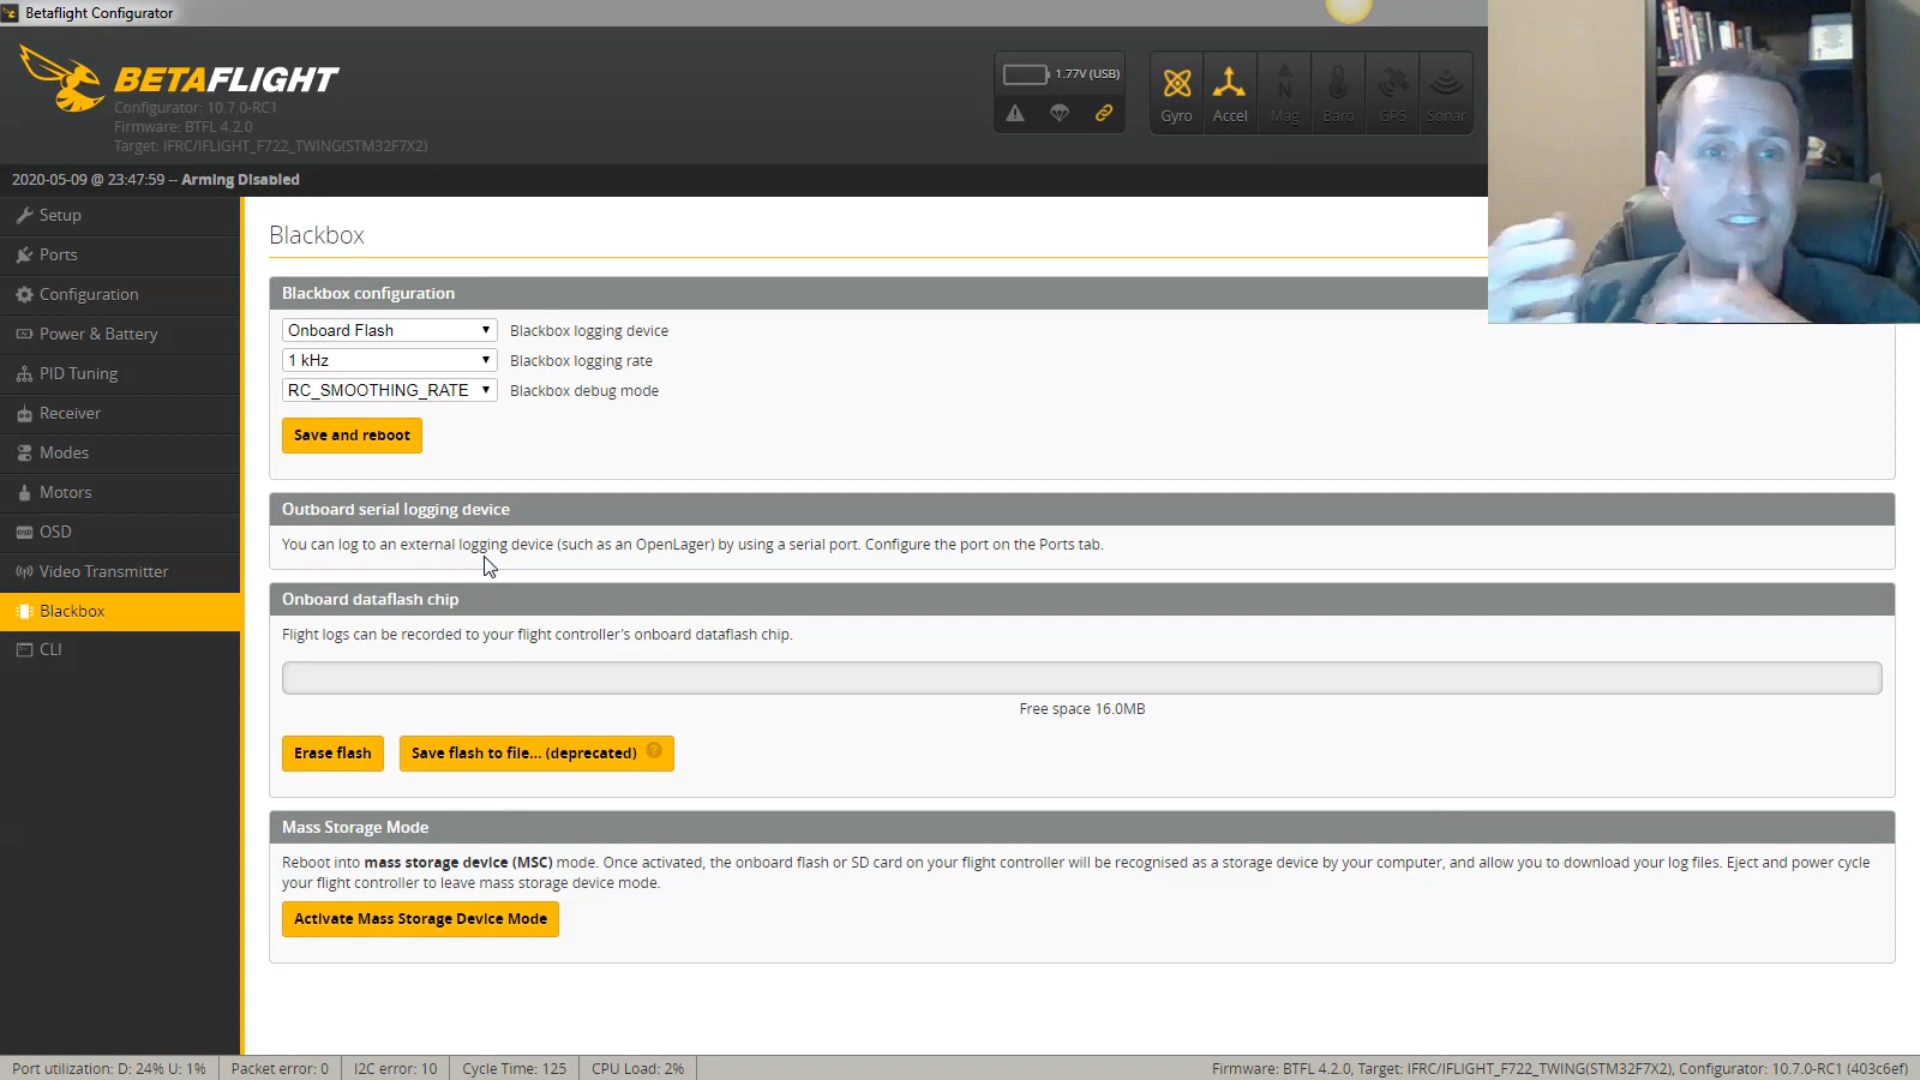 Betaflight Configurator
BETAFLIGHT
Configurator: 10.7.0-RC1
Firmware: BTFL 4.2.0
Target: IFRC/IFLIGHT_F722_TWING(STM32F7X2)
1.77V (USB)
Gyro
Accel
Mag
Baro
GPS
Sonar
2020-05-09 @ 23:47:59 -- Arming Disabled
Setup
Ports
Configuration
Power & Battery
PID Tuning
Receiver
Modes
Motors
OSD
Video Transmitter
Blackbox
CLI
Blackbox
Blackbox configuration
Onboard Flash Blackbox logging device
1 kHz Blackbox logging rate
RC_SMOOTHING_RATE Blackbox debug mode
Save and reboot
Outboard serial logging device
You can log to an external logging device (such as an OpenLager) by using a serial port. Configure the port on the Ports tab.
Onboard dataflash chip
Flight logs can be recorded to your flight controller's onboard dataflash chip.
Free space 16.0MB
Erase flash
Save flash to file... (deprecated) ?
Mass Storage Mode
Reboot into mass storage device (MSC) mode. Once activated, the onboard flash or SD card on your flight controller will be recognised as a storage device by your computer, and allow you to download your log files. Eject and power cycle
your flight controller to leave mass storage device mode.
Activate Mass Storage Device Mode
Port utilization: D: 24% U: 1% Packet error: 0 I2C error: 10 Cycle Time: 125 CPU Load: 2% Firmware: BTFL 4.2.0, Target: IFRC/IFLIGHT_F722_TWING(STM32F7X2), Configurator: 10.7.0-RC1 (403c6ef)